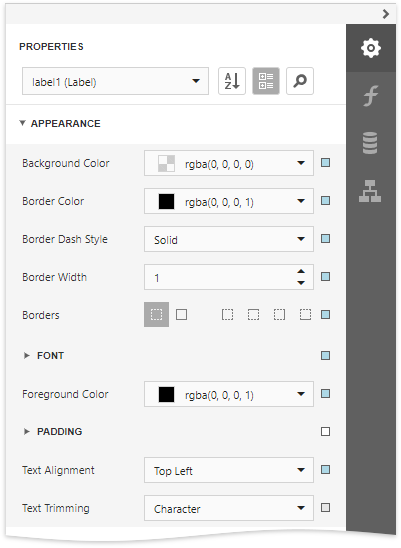 PROPERTIES
label1 (Label)
A Z
APPEARANCE
Background Color rgba(0, 0, 0, 0)
Border Color rgba(0, 0, 0, 1)
Border Dash Style Solid
Border Width 1
Borders
FONT
Foreground Color rgba(0, 0, 0, 1)
PADDING
Text Alignment Top Left
Text Trimming Character